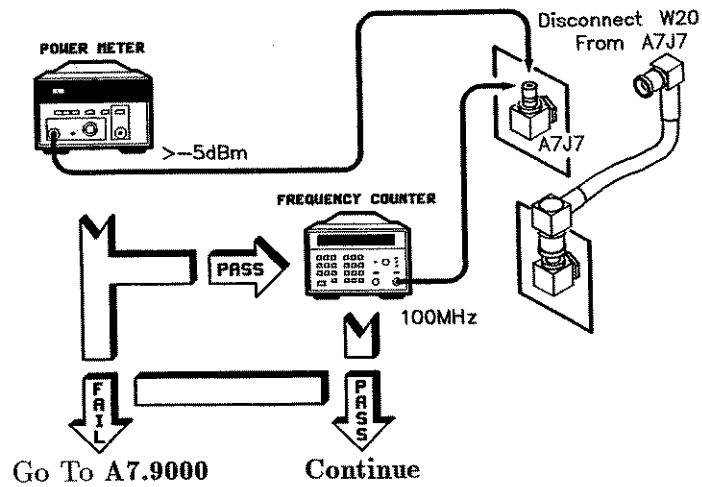 Disconnect W20
From A7J7
POWER METER
>-5dBm
A7J7
FREQUENCY COUNTER
PASS
100MHz
FAIL
PASS
Go To A7.9000
Continue